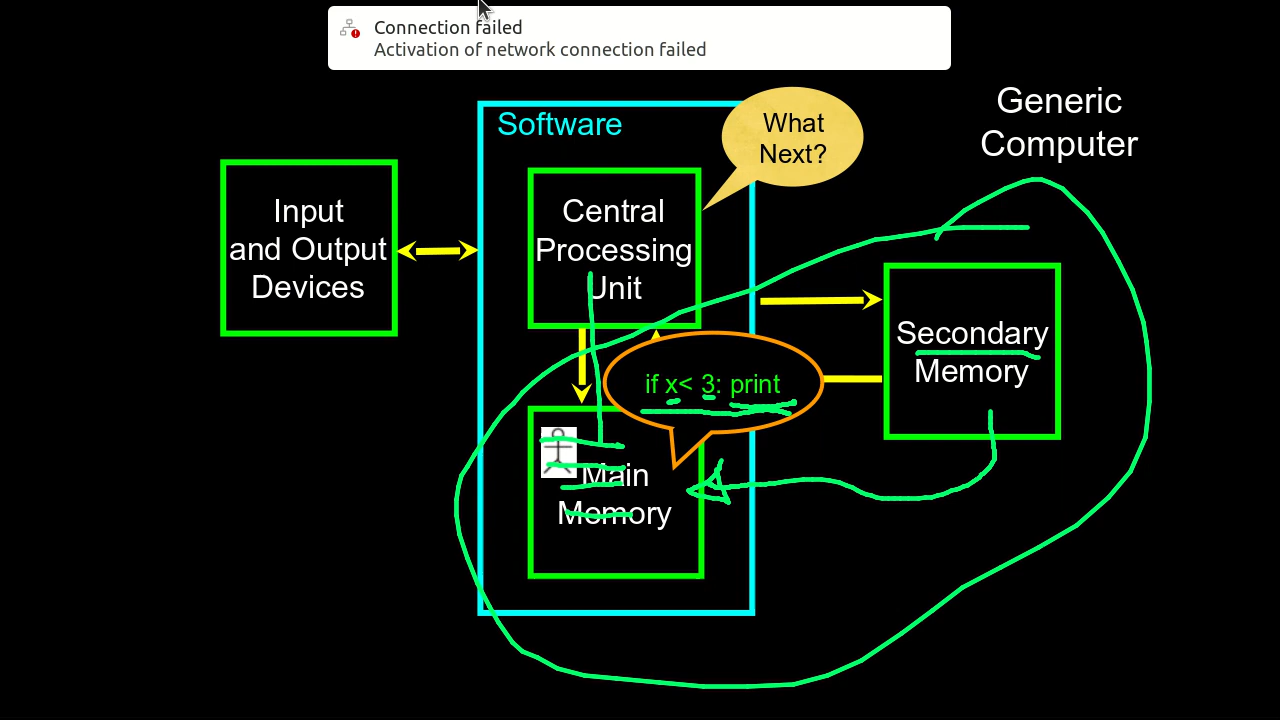 Connection failed
Activation of network connection failed
Generic
Computer
Software
What
Next?
Input
and Output
Devices
Central
Processing
Unit
Secondary
Memory
if x< 3: print
Main
Memory